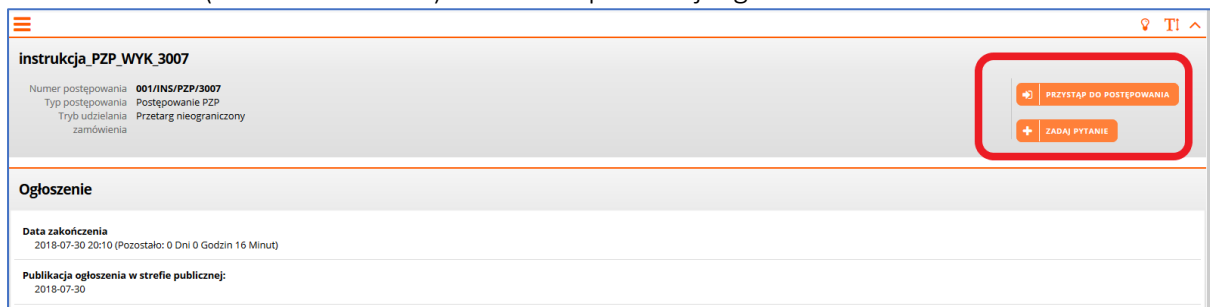 instrukcja_PZP_WYK_3007
Numer postępowania 001/INS/PZP/3007
Typ postępowania Postępowanie PZP
Tryb udzielania Przetarg nieograniczony
zamówienia
PRZYSTĄP DO POSTĘPOWANIA
ZADAJ PYTANIE
Ogłoszenie
Data zakończenia
2018-07-30 20:10 (Pozostało: 0 Dni 0 Godzin 16 Minut)
Publikacja ogłoszenia w strefie publicznej:
2018-07-30